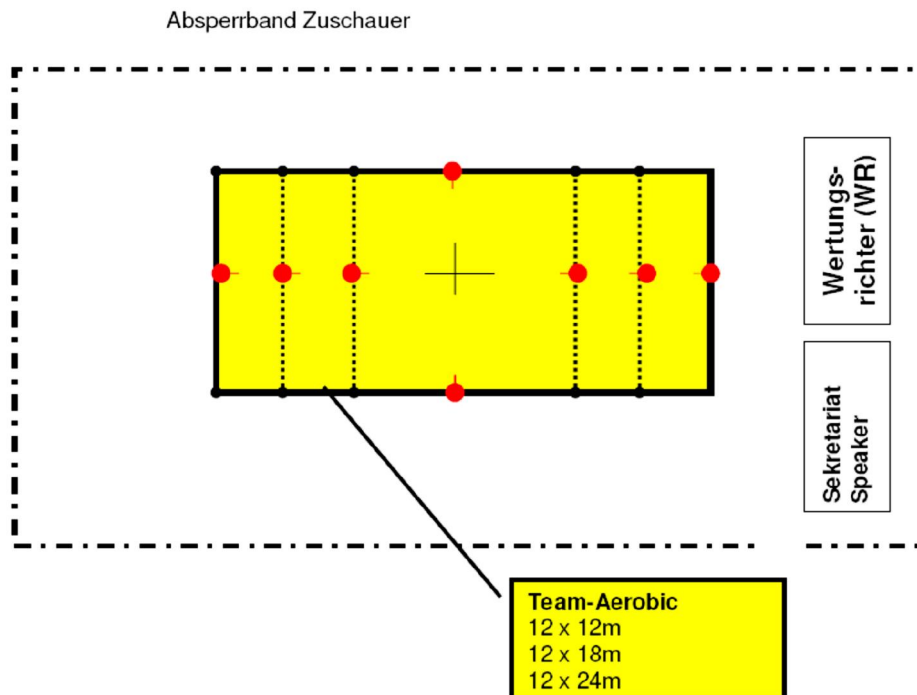 Absperrband Zuschauer
Wertungs-
richter (WR)
Sekretariat
Speaker
Team-Aerobic
12 x 12m
12 x 18m
12 x 24m